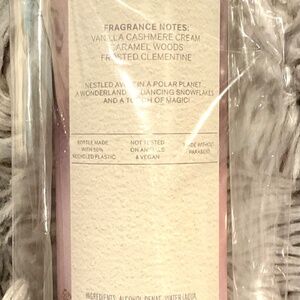 FRAGRANCE NOTES:
VANILLA CASHMERE CREAM
CARAMEL WOODS
FROSTED CLEMENTINE
NESTLED AWAY IN A POLAR PLANET,
A WONDERLAND OF DANCING SNOWFLAKES
AND A TOUCH OF MAGIC!
BOTTLE MADE NOT TESTED MADE WITHOUT
WITH 50% ON ANIMALS PARABENS
RECYCLED PLASTIC & VEGAN
INGREDIENTS: ALCOHOL DENAT., WATER (AQUA,